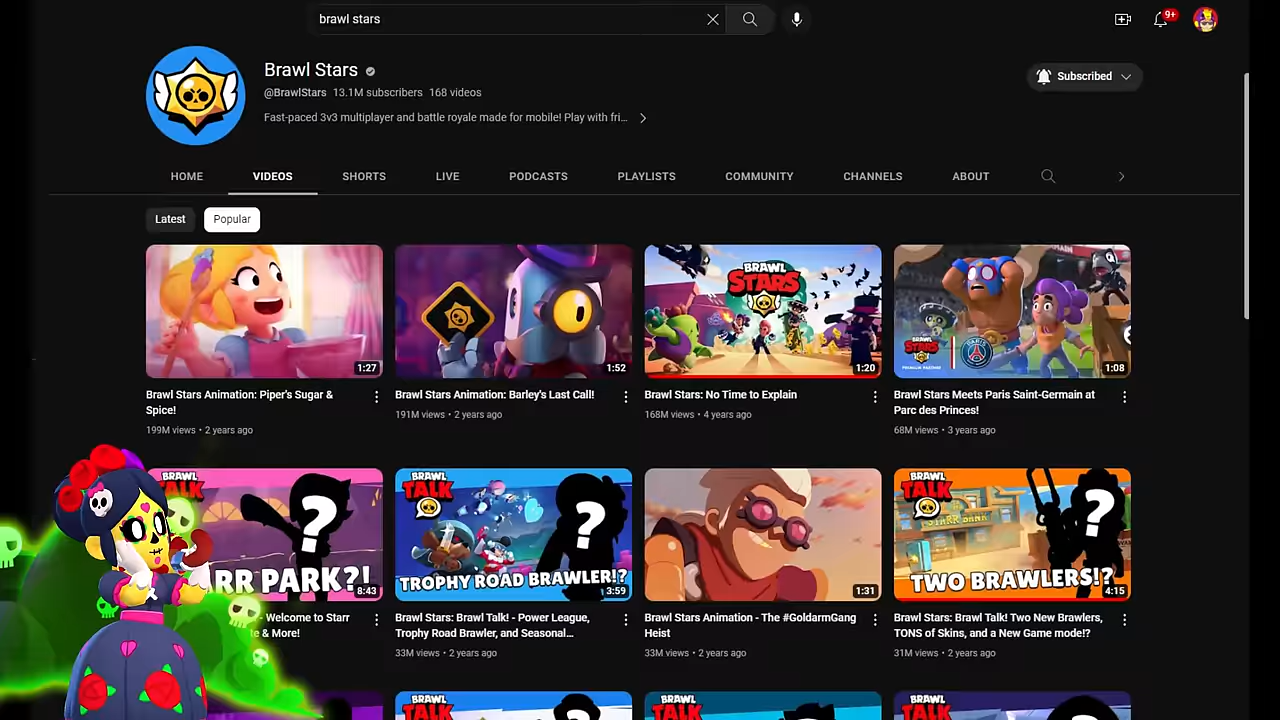 brawl stars
9+
Brawl Stars
@BrawlStars 13.1M subscribers 168 videos
Fast-paced 3v3 multiplayer and battle royale made for mobile! Play with fri...
Subscribed
HOME VIDEOS SHORTS LIVE PODCASTS PLAYLISTS COMMUNITY CHANNELS ABOUT
Latest Popular
1:27
1:52
BRAWL
STARS
1:20
BRAWL
STARS
PARIS
1:08
Brawl Stars Animation: Piper's Sugar &
Spice!
199M views • 2 years ago
Brawl Stars Animation: Barley's Last Call!
191M views • 2 years ago
Brawl Stars: No Time to Explain
168M views • 4 years ago
Brawl Stars Meets Paris Saint-Germain at
Parc des Princes!
68M views • 3 years ago
BRAWL
TALK
?
RR PARK?!
8:43
BRAWL
TALK
?
TROPHY ROAD BRAWLER!?
3:59
1:31
BRAWL
TALK
STARR BANK
?
TWO BRAWLERS!?
4:15
- Welcome to Starr
& More!
Brawl Stars: Brawl Talk! - Power League,
Trophy Road Brawler, and Seasonal...
33M views • 2 years ago
Brawl Stars Animation - The #GoldarmGang
Heist
33M views • 2 years ago
Brawl Stars: Brawl Talk! Two New Brawlers,
TONS of Skins, and a New Game mode!?
31M views • 2 years ago
BRAWL
TALK
BRAWL
TALK
BRAWL
TALK